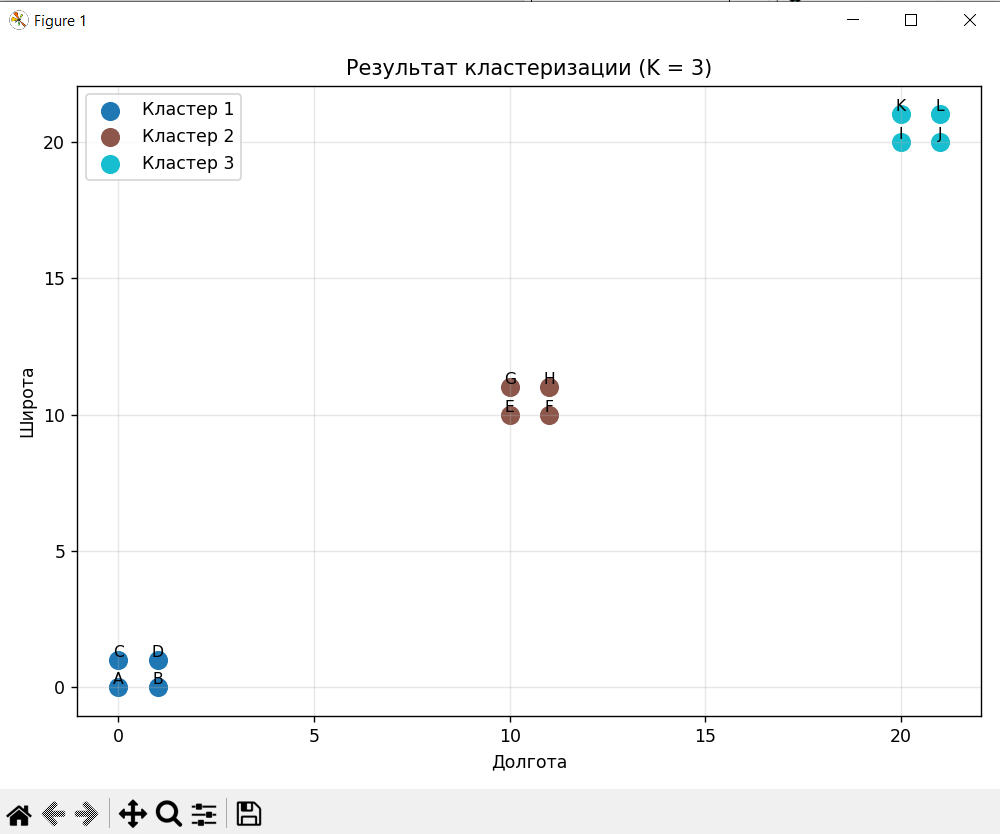 Figure 1
Результат кластеризации (K = 3)
Кластер 1
Кластер 2
Кластер 3
K L
I J
G H
E F
C D
A B
20
15
10
5
0
Широта
0 5 10 15 20
Долгота